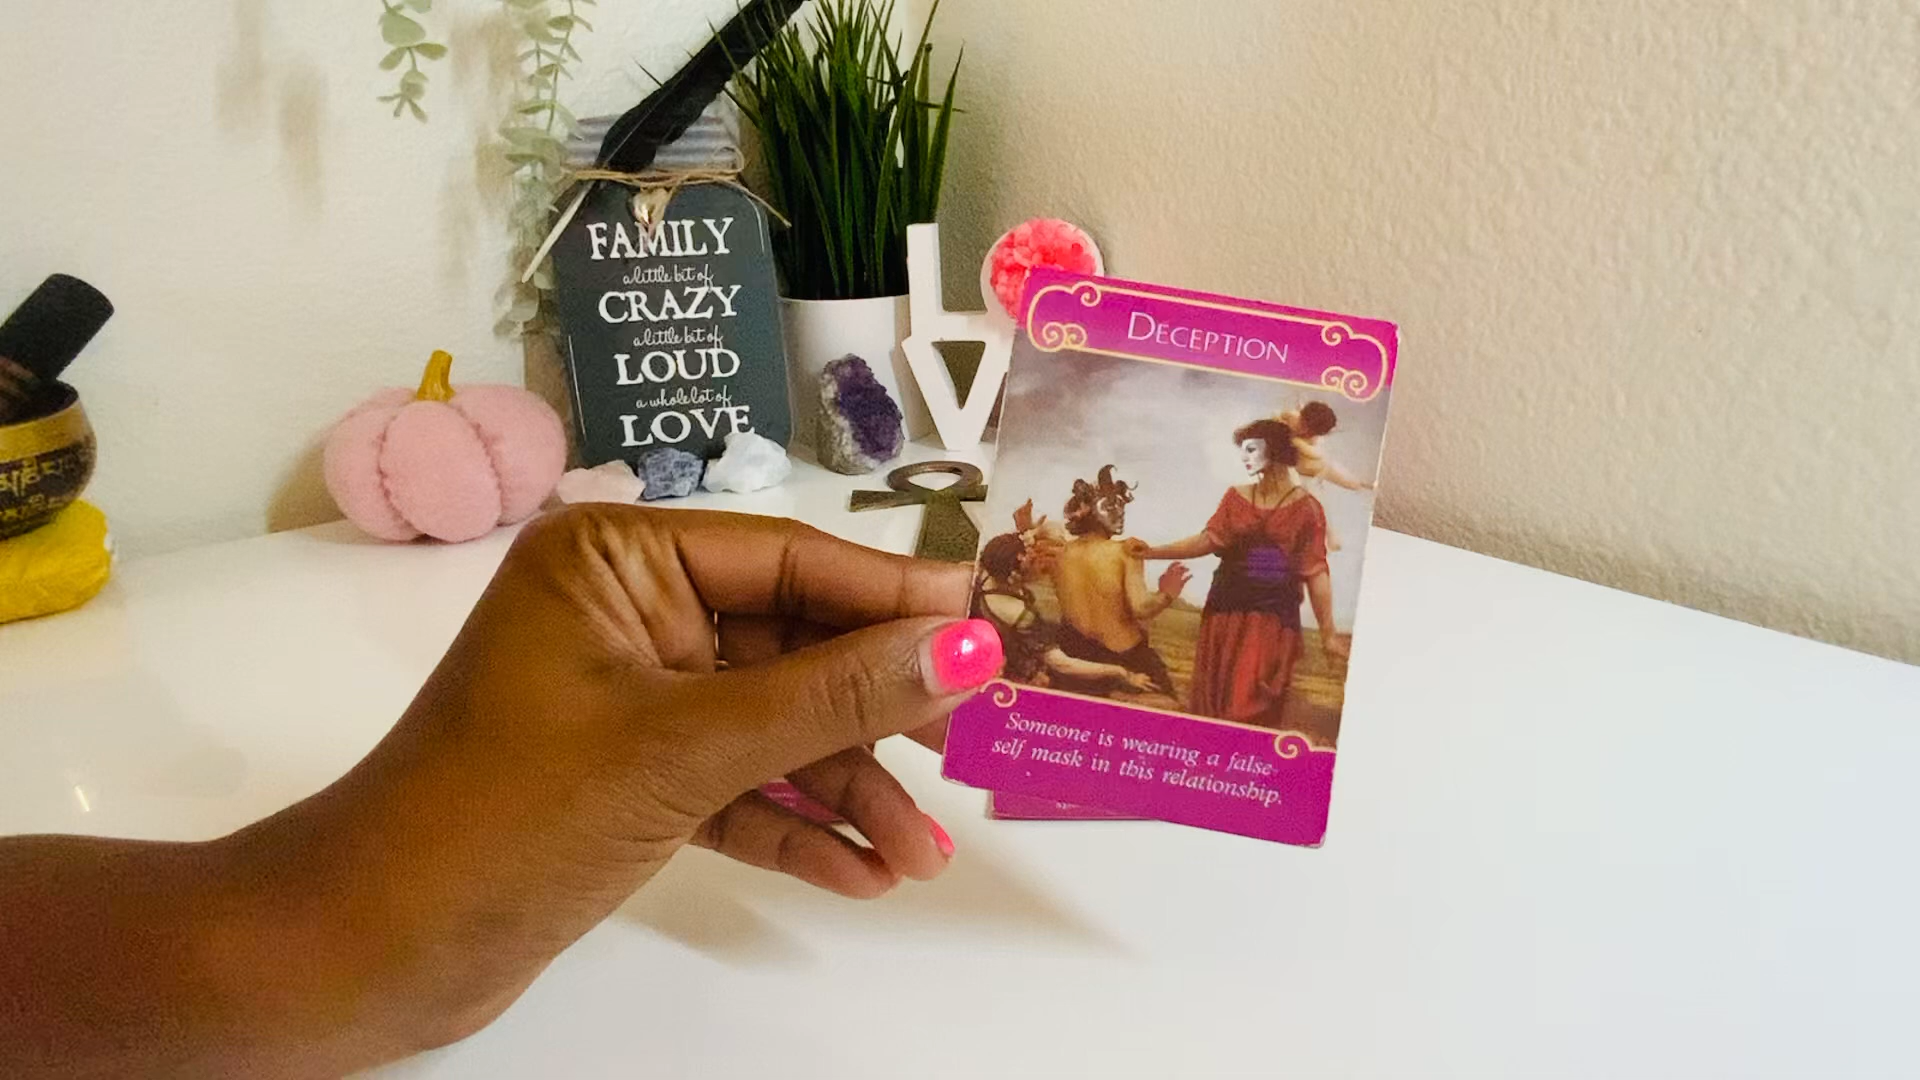 FAMILY
a little bit of
CRAZY
a little bit of
LOUD
a whole lot of
LOVE
L
V
DECEPTION
Someone is wearing a false-
self mask in this relationship.